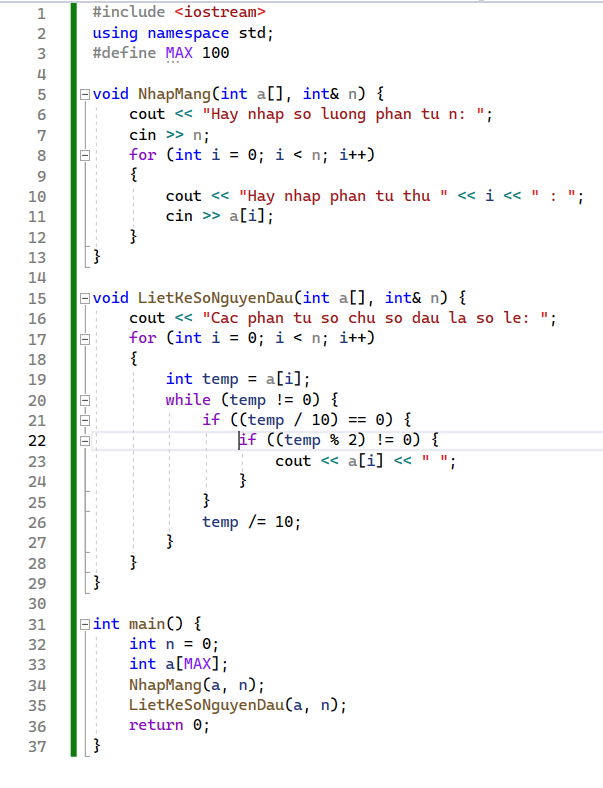 1 #include <iostream>
2 using namespace std;
3 #define MAX 100
4
5 void NhapMang(int a[], int& n) {
6     cout << "Hay nhap so luong phan tu n: ";
7     cin >> n;
8     for (int i = 0; i < n; i++)
9     {
10         cout << "Hay nhap phan tu thu " << i << " : ";
11         cin >> a[i];
12     }
13 }
14
15 void LietKeSoNguyenDau(int a[], int& n) {
16     cout << "Cac phan tu so chu so dau la so le: ";
17     for (int i = 0; i < n; i++)
18     {
19         int temp = a[i];
20         while (temp != 0) {
21             if ((temp / 10) == 0) {
22                 if ((temp % 2) != 0) {
23                     cout << a[i] << " ";
24                 }
25             }
26             temp /= 10;
27         }
28     }
29 }
30
31 int main() {
32     int n = 0;
33     int a[MAX];
34     NhapMang(a, n);
35     LietKeSoNguyenDau(a, n);
36     return 0;
37 }